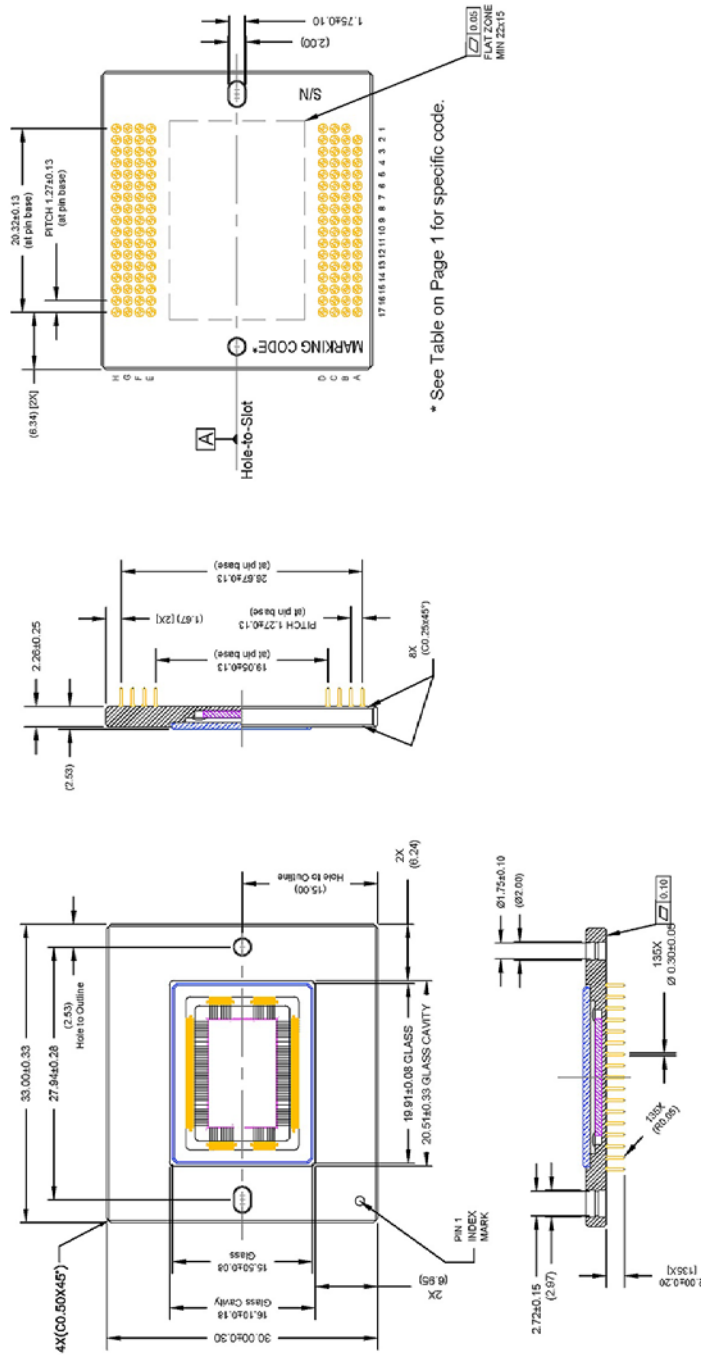 1.75±0.10
(2.00)
S/N
0.05
FLAT ZONE
MIN 22x15
20.32±0.13
(at pin base)
PITCH 1.27±0.13
(at pin base)
(6.34) [2X]
H
G
F
E
D
C
B
A
17 16 15 14 13 12 11 10 9 8 7 6 5 4 3 2 1
MARKING CODE*
A
Hole-to-Slot
* See Table on Page 1 for specific code.
2.26±0.25
(2.53)
(1.67) [2X]
26.67±0.13
(at pin base)
PITCH 1.27±0.13
(at pin base)
19.05±0.13
(at pin base)
8X
(C0.25x45°)
33.00±0.33
27.94±0.28
(2.53)
Hole to Outline
4X(C0.50X45°)
(15.00)
Hole to Outline
2X
(6.24)
19.91±0.08 GLASS
20.51±0.33 GLASS CAVITY
15.50±0.08
Glass
16.10±0.18
Glass Cavity
30.00±0.30
2X
(6.95)
PIN 1
INDEX
MARK
Ø1.75±0.10
(Ø2.00)
0.10
135X
Ø 0.30±0.05
135X
(R0.05)
2.72±0.15
(2.97)
.00±0.20
[135X]